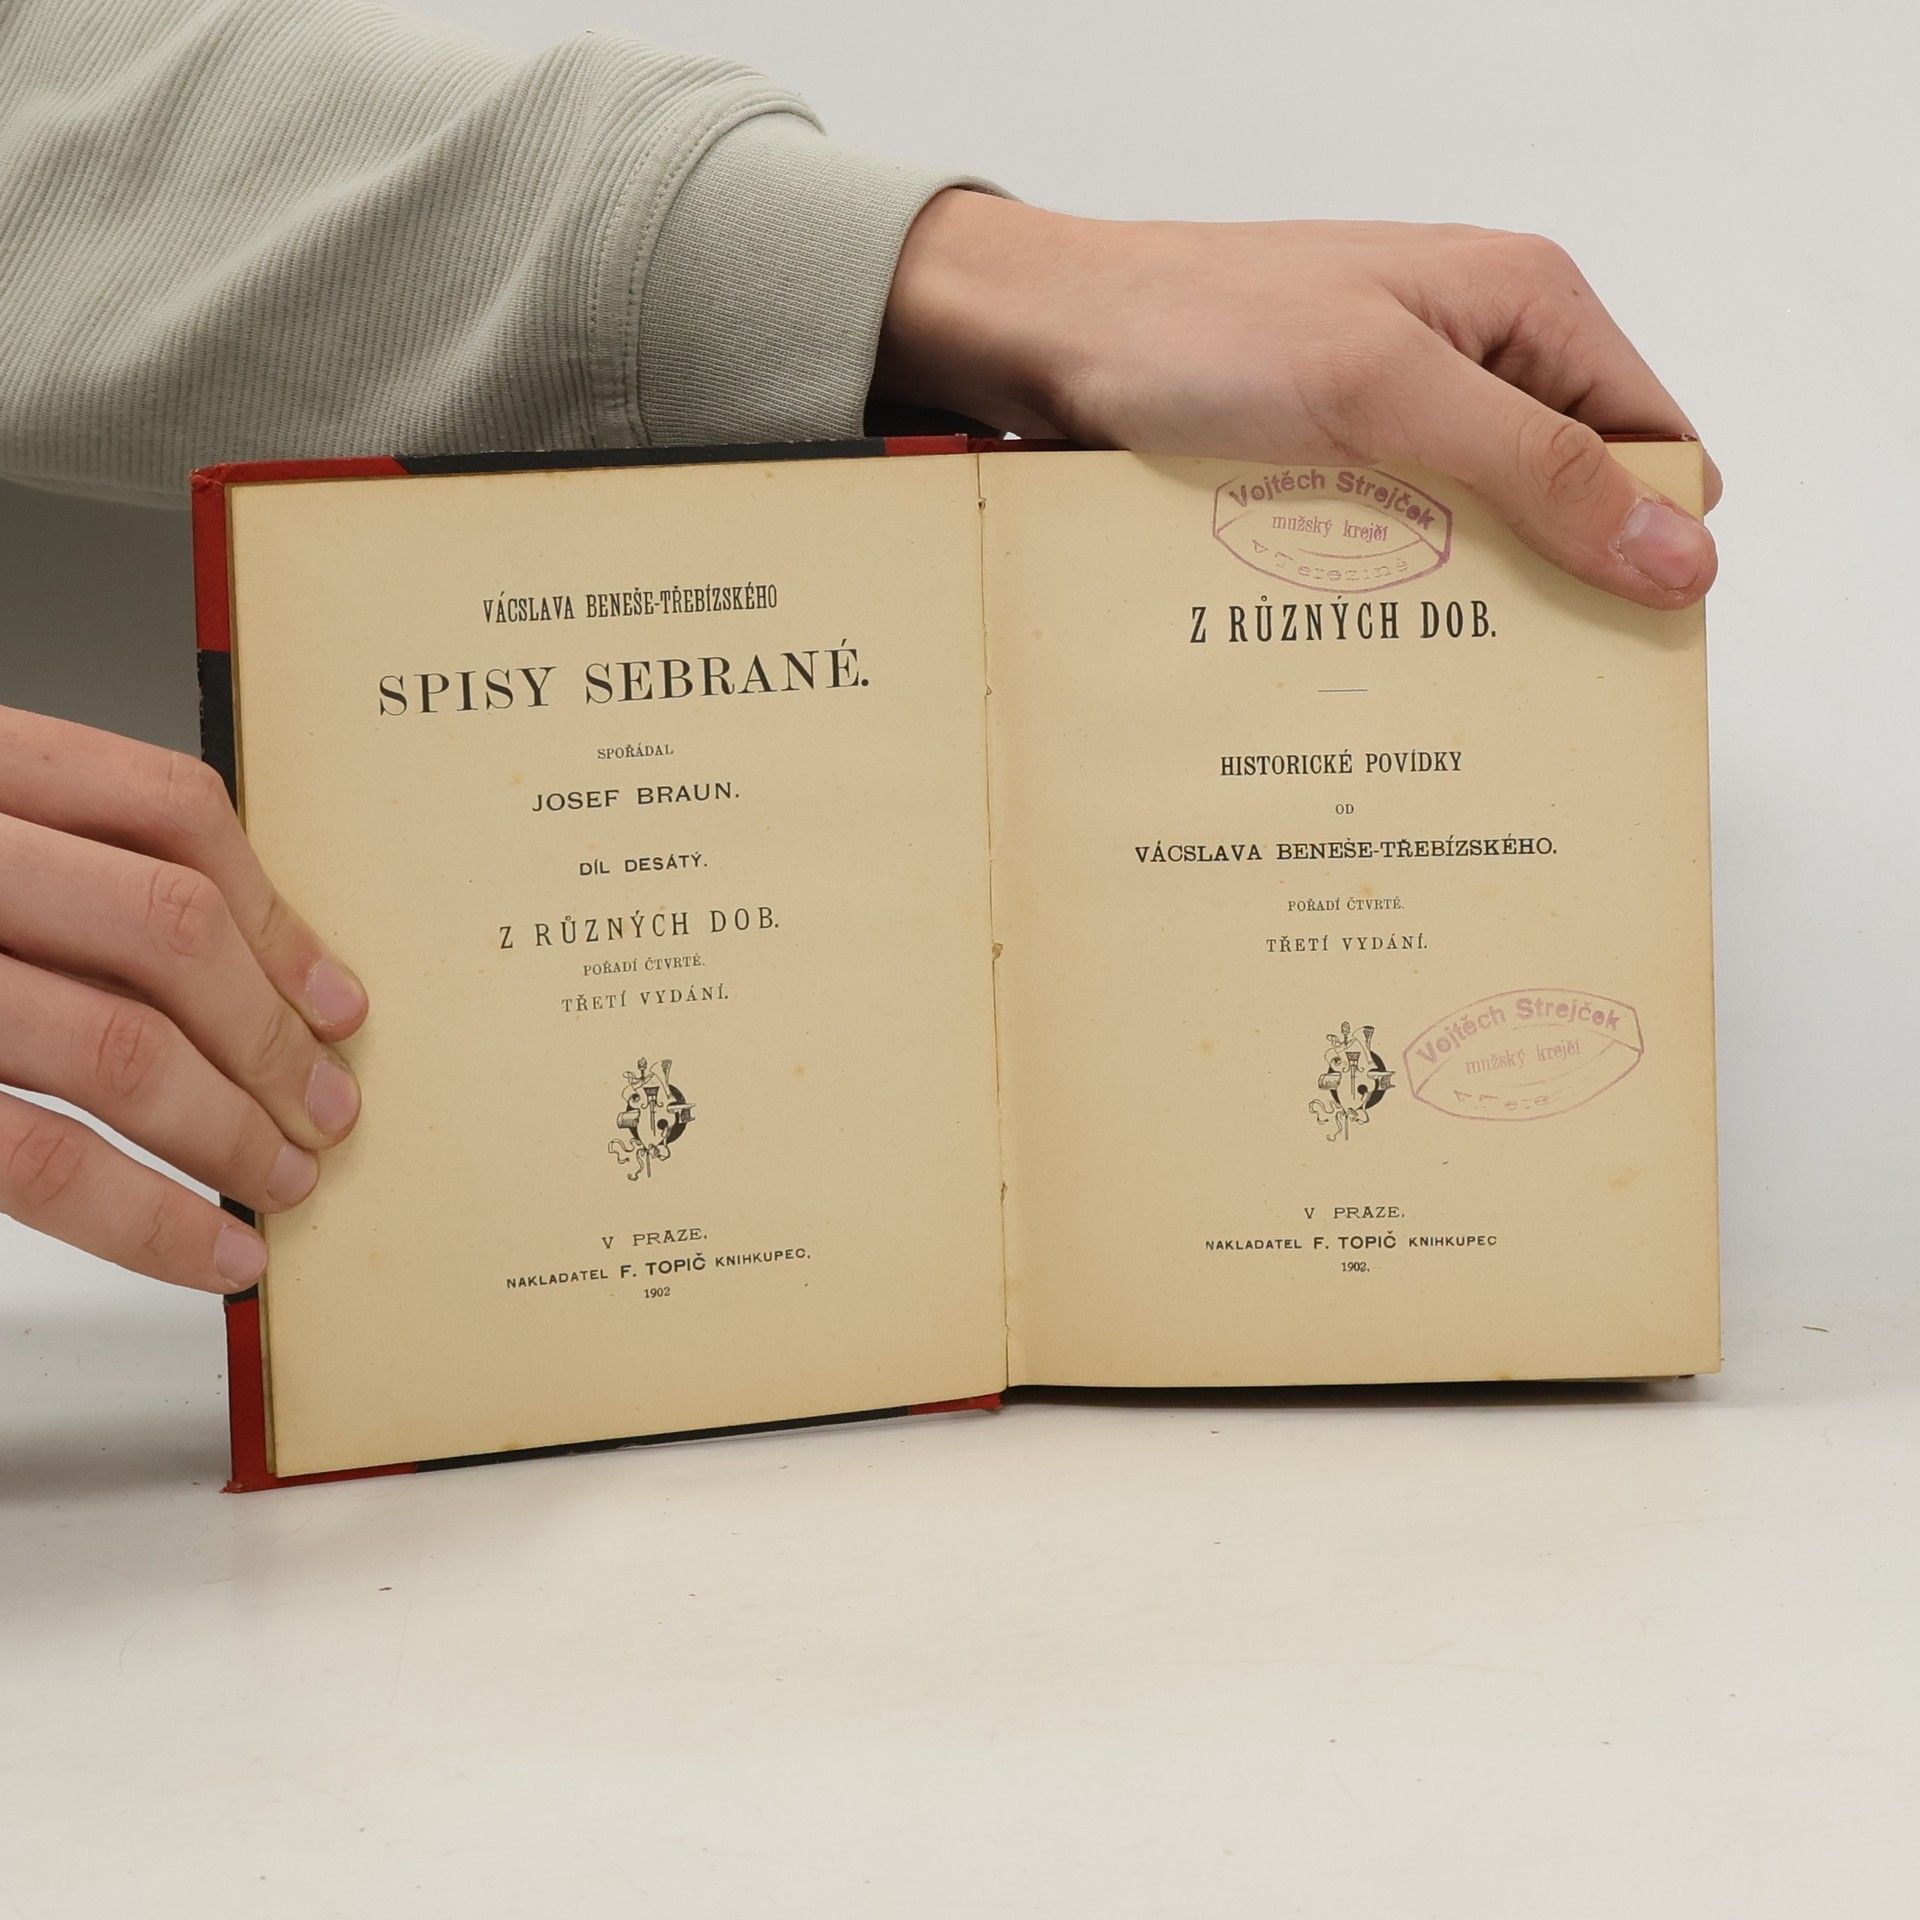 VÁCSLAVA BENEŠE-TŘEBÍZSKÉHO
SPISY SEBRANÉ.
SPOŘÁDAL
JOSEF BRAUN.
DÍL DESÁTÝ.
Z RŮZNÝCH DOB.
POŘADÍ ČTVRTÉ.
TŘETÍ VYDÁNÍ.
V PRAZE.
NAKLADATEL F. TOPIČ KNIHKUPEC.
1902
Vojtěch Strejček
mužský krejčí
v Terezíně
Z RŮZNÝCH DOB.
HISTORICKÉ POVÍDKY
OD
VÁCSLAVA BENEŠE-TŘEBÍZSKÉHO.
POŘADÍ ČTVRTÉ.
TŘETÍ VYDÁNÍ.
Vojtěch Strejček
mužský krejčí
V PRAZE.
NAKLADATEL F. TOPIČ KNIHKUPEC
1902.